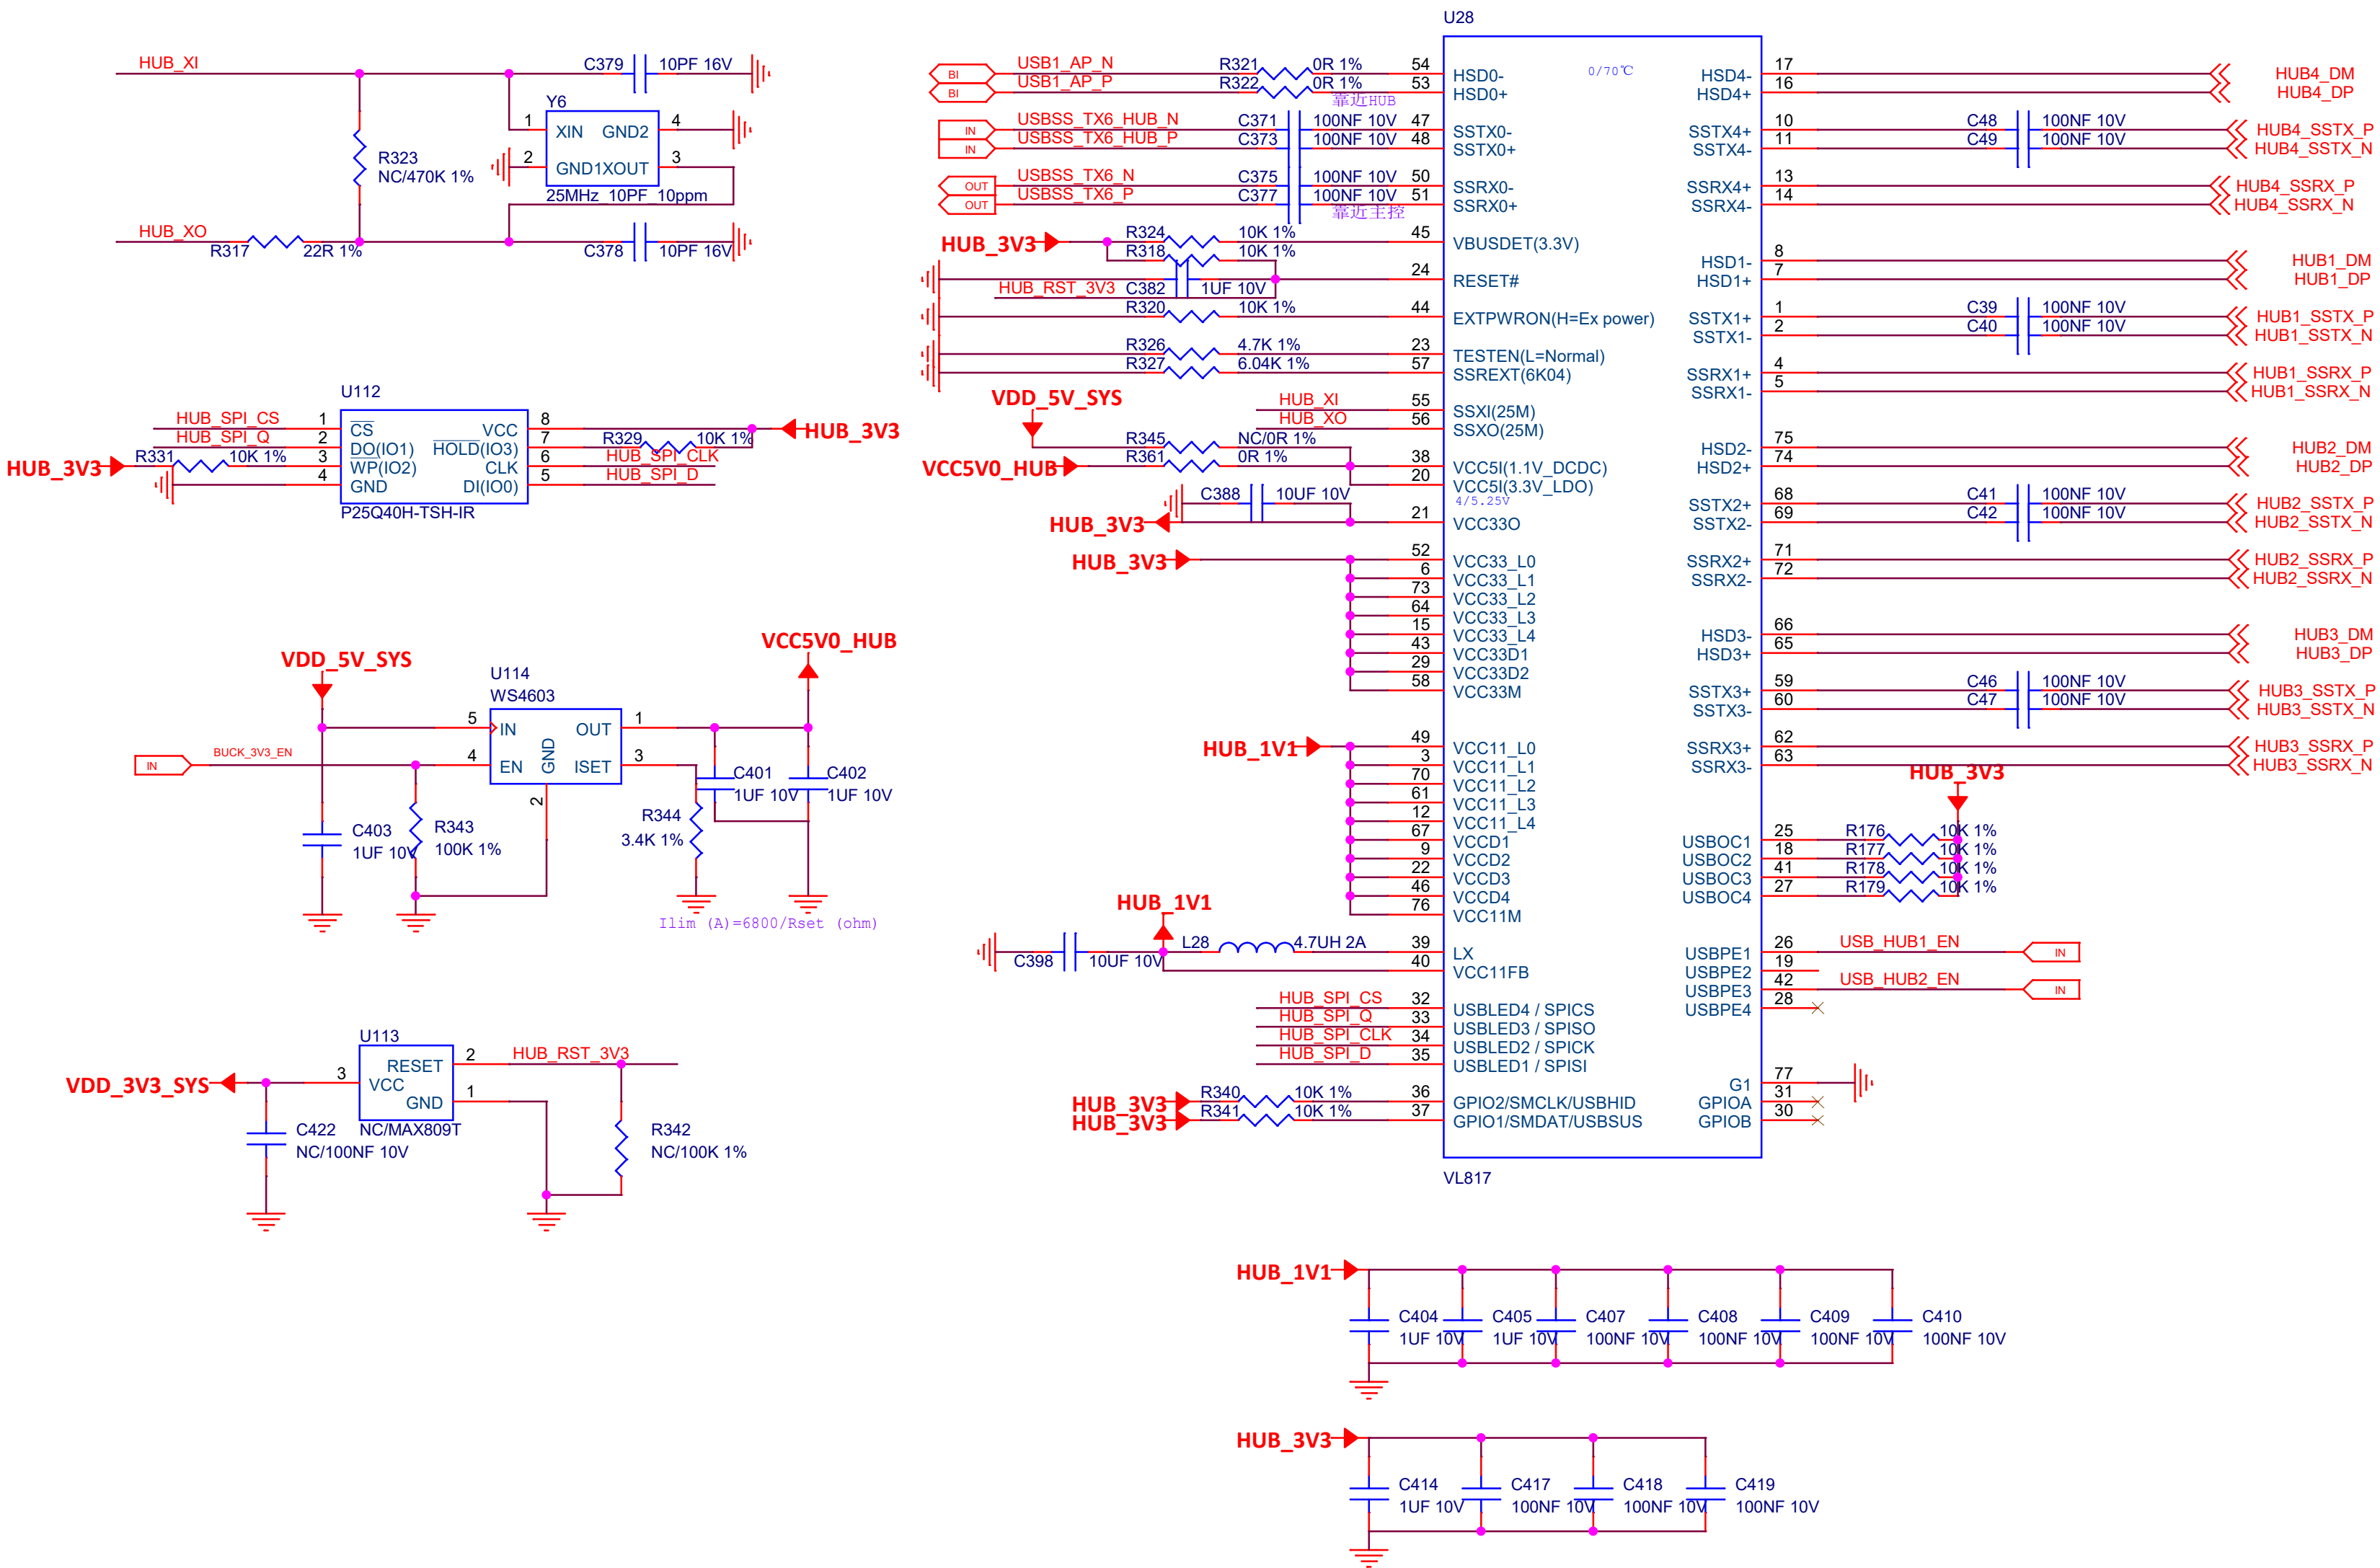 HUB_XI
C379 10PF 16V
Y6
1 XIN GND2 4
2 GND1 XOUT 3
25MHz_10PF_10ppm
R323
NC/470K 1%
HUB_XO
R317 22R 1%
C378 10PF 16V
U112
HUB_SPI_CS 1 CS VCC 8
HUB_SPI_Q 2 DO(IO1) HOLD(IO3) 7 R329 10K 1% HUB_3V3
HUB_3V3 R331 10K 1% 3 WP(IO2) CLK 6 HUB_SPI_CLK
4 GND DI(IO0) 5 HUB_SPI_D
P25Q40H-TSH-IR
VDD_5V_SYS
VCC5V0_HUB
U114
WS4603
5 IN OUT 1
IN BUCK_3V3_EN 4 EN GND ISET 3
2
C403
1UF 10V
R343
100K 1%
R344
3.4K 1%
C401
1UF 10V
C402
1UF 10V
Ilim (A)=6800/Rset (ohm)
U113
RESET 2 HUB_RST_3V3
VDD_3V3_SYS 3 VCC
GND 1
NC/MAX809T
C422
NC/100NF 10V
R342
NC/100K 1%
U28
0/70℃
BI USB1_AP_N R321 0R 1% 54 HSD0-
BI USB1_AP_P R322 0R 1% 53 HSD0+
靠近HUB
IN USBSS_TX6_HUB_N C371 100NF 10V 47 SSTX0-
IN USBSS_TX6_HUB_P C373 100NF 10V 48 SSTX0+
OUT USBSS_TX6_N C375 100NF 10V 50 SSRX0-
OUT USBSS_TX6_P C377 100NF 10V 51 SSRX0+
靠近主控
HUB_3V3 R324 10K 1% 45 VBUSDET(3.3V)
R318 10K 1%
24 RESET#
HUB_RST_3V3 C382 1UF 10V
R320 10K 1% 44 EXTPWRON(H=Ex power)
R326 4.7K 1% 23 TESTEN(L=Normal)
R327 6.04K 1% 57 SSREXT(6K04)
VDD_5V_SYS
HUB_XI 55 SSXI(25M)
HUB_XO 56 SSXO(25M)
R345 NC/0R 1%
VCC5V0_HUB R361 0R 1% 38 VCC5I(1.1V_DCDC)
20 VCC5I(3.3V_LDO)
4/5.25V
C388 10UF 10V
HUB_3V3 21 VCC33O
HUB_3V3 52 VCC33_L0
6 VCC33_L1
73 VCC33_L2
64 VCC33_L3
15 VCC33_L4
43 VCC33D1
29 VCC33D2
58 VCC33M
HUB_1V1 49 VCC11_L0
3 VCC11_L1
70 VCC11_L2
61 VCC11_L3
12 VCC11_L4
67 VCCD1
9 VCCD2
22 VCCD3
46 VCCD4
76 VCC11M
HUB_1V1
C398 10UF 10V L28 4.7UH 2A 39 LX
40 VCC11FB
HUB_SPI_CS 32 USBLED4 / SPICS
HUB_SPI_Q 33 USBLED3 / SPISO
HUB_SPI_CLK 34 USBLED2 / SPICK
HUB_SPI_D 35 USBLED1 / SPISI
HUB_3V3 R340 10K 1% 36 GPIO2/SMCLK/USBHID
HUB_3V3 R341 10K 1% 37 GPIO1/SMDAT/USBSUS
VL817
HSD4- 17 HUB4_DM
HSD4+ 16 HUB4_DP
SSTX4+ 10 C48 100NF 10V HUB4_SSTX_P
SSTX4- 11 C49 100NF 10V HUB4_SSTX_N
SSRX4+ 13 HUB4_SSRX_P
SSRX4- 14 HUB4_SSRX_N
HSD1- 8 HUB1_DM
HSD1+ 7 HUB1_DP
SSTX1+ 1 C39 100NF 10V HUB1_SSTX_P
SSTX1- 2 C40 100NF 10V HUB1_SSTX_N
SSRX1+ 4 HUB1_SSRX_P
SSRX1- 5 HUB1_SSRX_N
HSD2- 75 HUB2_DM
HSD2+ 74 HUB2_DP
SSTX2+ 68 C41 100NF 10V HUB2_SSTX_P
SSTX2- 69 C42 100NF 10V HUB2_SSTX_N
SSRX2+ 71 HUB2_SSRX_P
SSRX2- 72 HUB2_SSRX_N
HSD3- 66 HUB3_DM
HSD3+ 65 HUB3_DP
SSTX3+ 59 C46 100NF 10V HUB3_SSTX_P
SSTX3- 60 C47 100NF 10V HUB3_SSTX_N
SSRX3+ 62 HUB3_SSRX_P
SSRX3- 63 HUB3_SSRX_N
HUB_3V3
USBOC1 25 R176 10K 1%
USBOC2 18 R177 10K 1%
USBOC3 41 R178 10K 1%
USBOC4 27 R179 10K 1%
USBPE1 26 USB_HUB1_EN IN
USBPE2 19
USBPE3 42 USB_HUB2_EN IN
USBPE4 28
G1 77
GPIOA 31
GPIOB 30
HUB_1V1
C404 C405 C407 C408 C409 C410
1UF 10V 1UF 10V 100NF 10V 100NF 10V 100NF 10V 100NF 10V
HUB_3V3
C414 C417 C418 C419
1UF 10V 100NF 10V 100NF 10V 100NF 10V